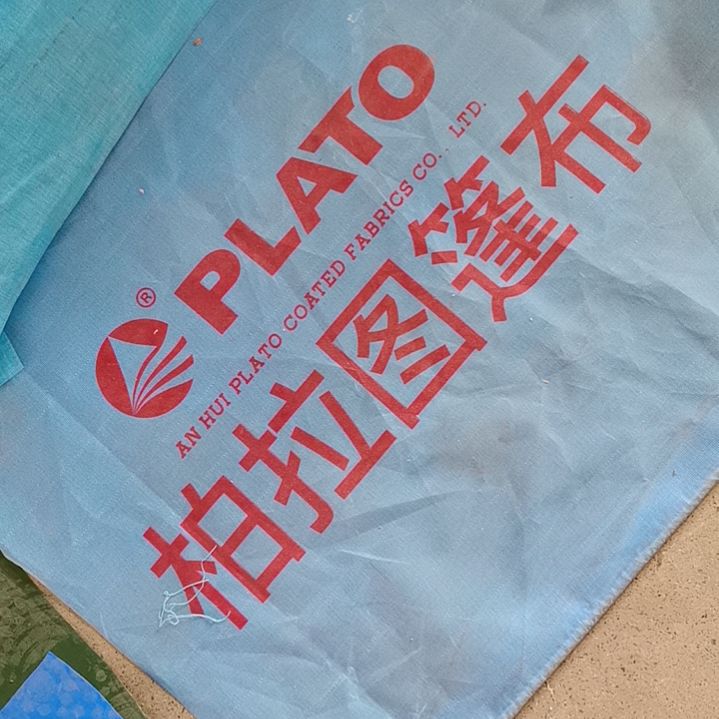 ®
PLATO
AN HUI PLATO COATED FABRICS CO., LTD.
柏拉图篷布